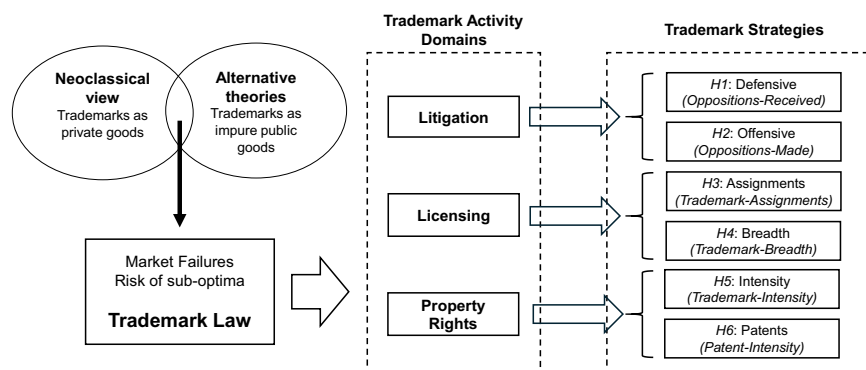 Neoclassical
view
Trademarks as
private goods
Alternative
theories
Trademarks as
impure public
goods
Market Failures
Risk of sub-optima
Trademark Law
Trademark Activity
Domains
Litigation
Licensing
Property
Rights
Trademark Strategies
H1: Defensive
(Oppositions-Received)
H2: Offensive
(Oppositions-Made)
H3: Assignments
(Trademark-Assignments)
H4: Breadth
(Trademark-Breadth)
H5: Intensity
(Trademark-Intensity)
H6: Patents
(Patent-Intensity)